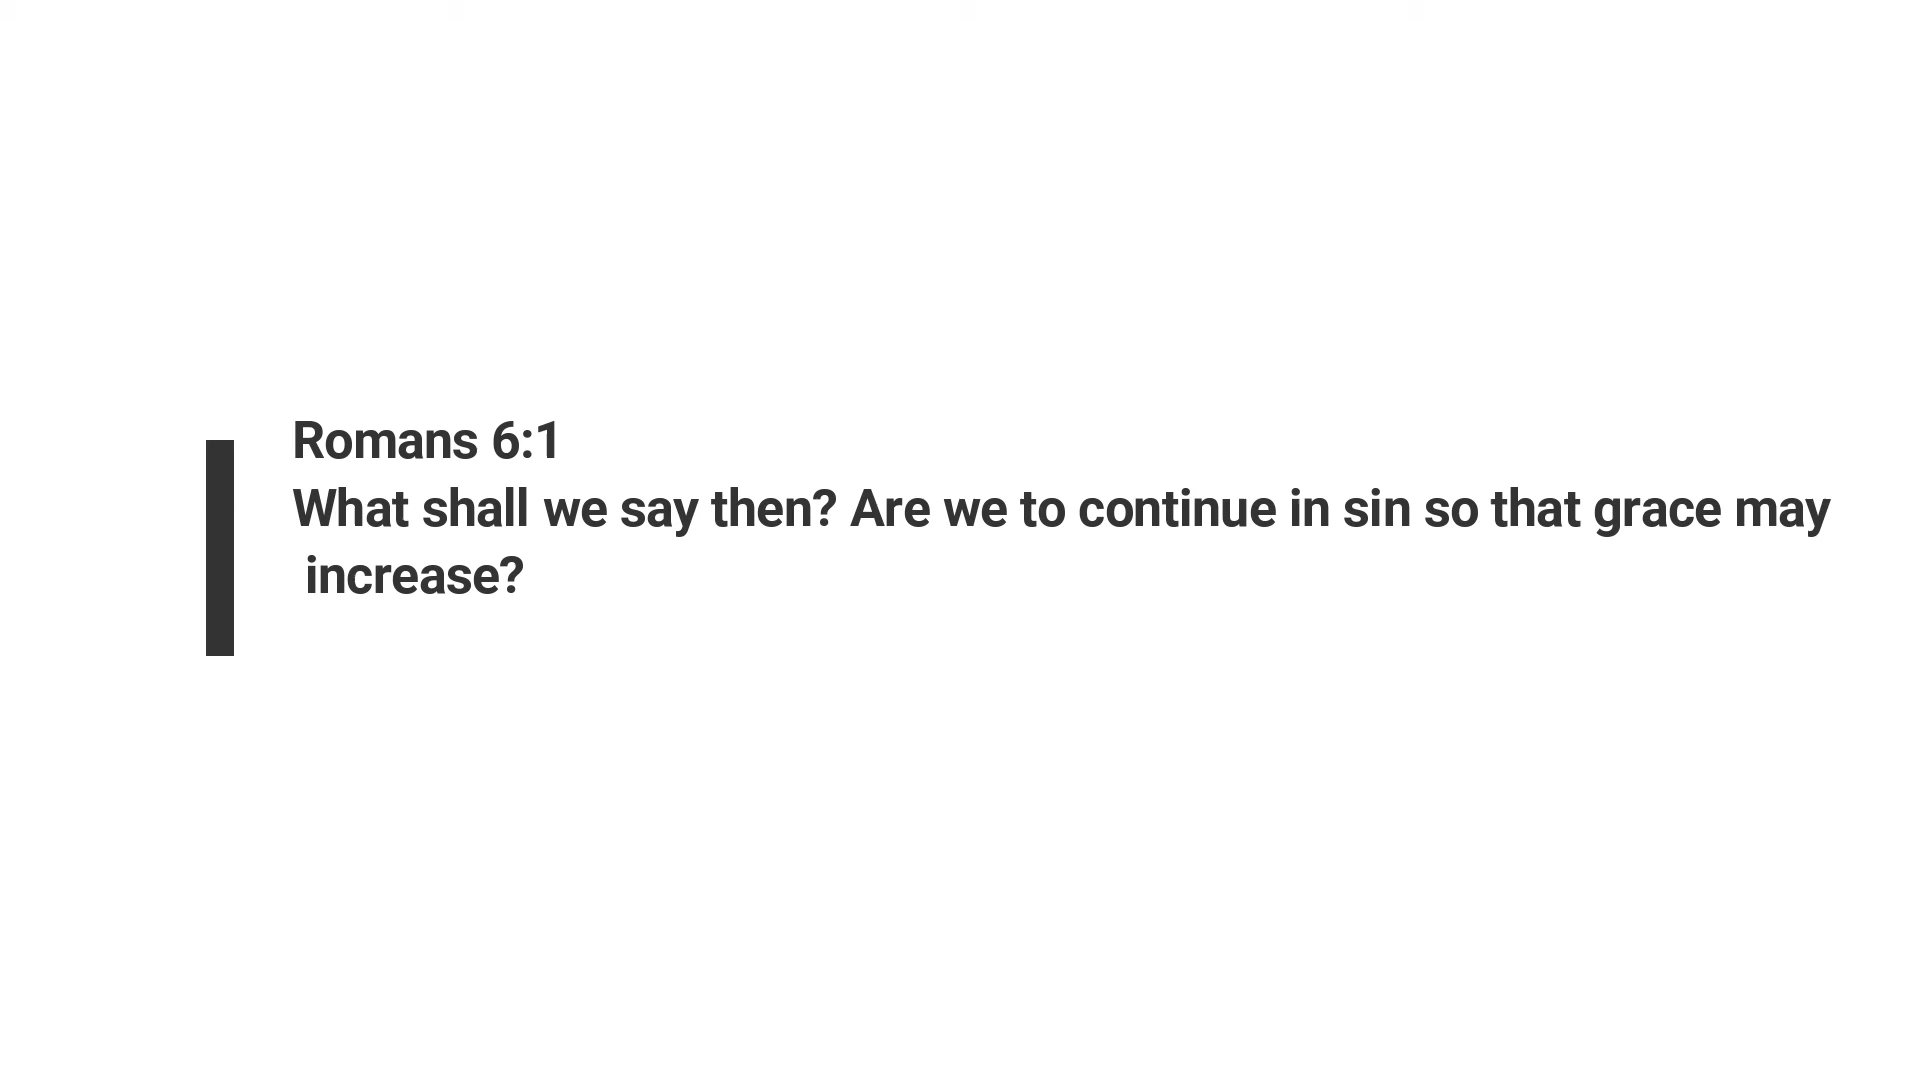 Romans 6:1
What shall we say then? Are we to continue in sin so that grace may
increase?